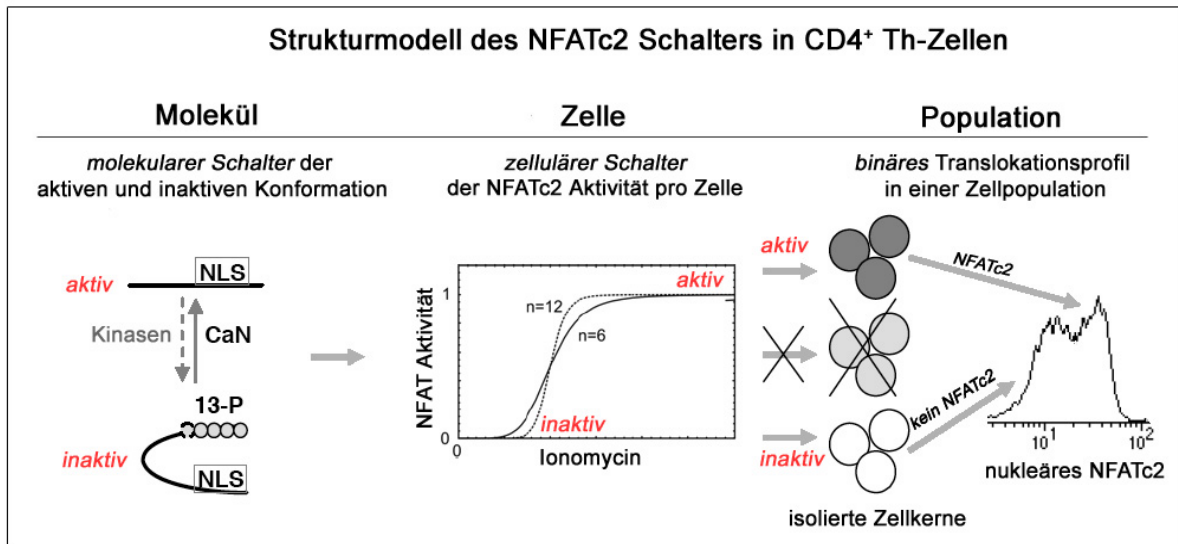 Strukturmodell des NFATc2 Schalters in CD4⁺ Th-Zellen
Molekül
molekularer Schalter der
aktiven und inaktiven Konformation
aktiv
NLS
Kinasen
CaN
13-P
inaktiv
NLS
Zelle
zellulärer Schalter
der NFATc2 Aktivität pro Zelle
NFAT Aktivität
1
0
n=12
n=6
aktiv
inaktiv
0
Ionomycin
Population
binäres Translokationsprofil
in einer Zellpopulation
aktiv
NFATc2
kein NFATc2
inaktiv
isolierte Zellkerne
10¹
10²
nukleäres NFATc2